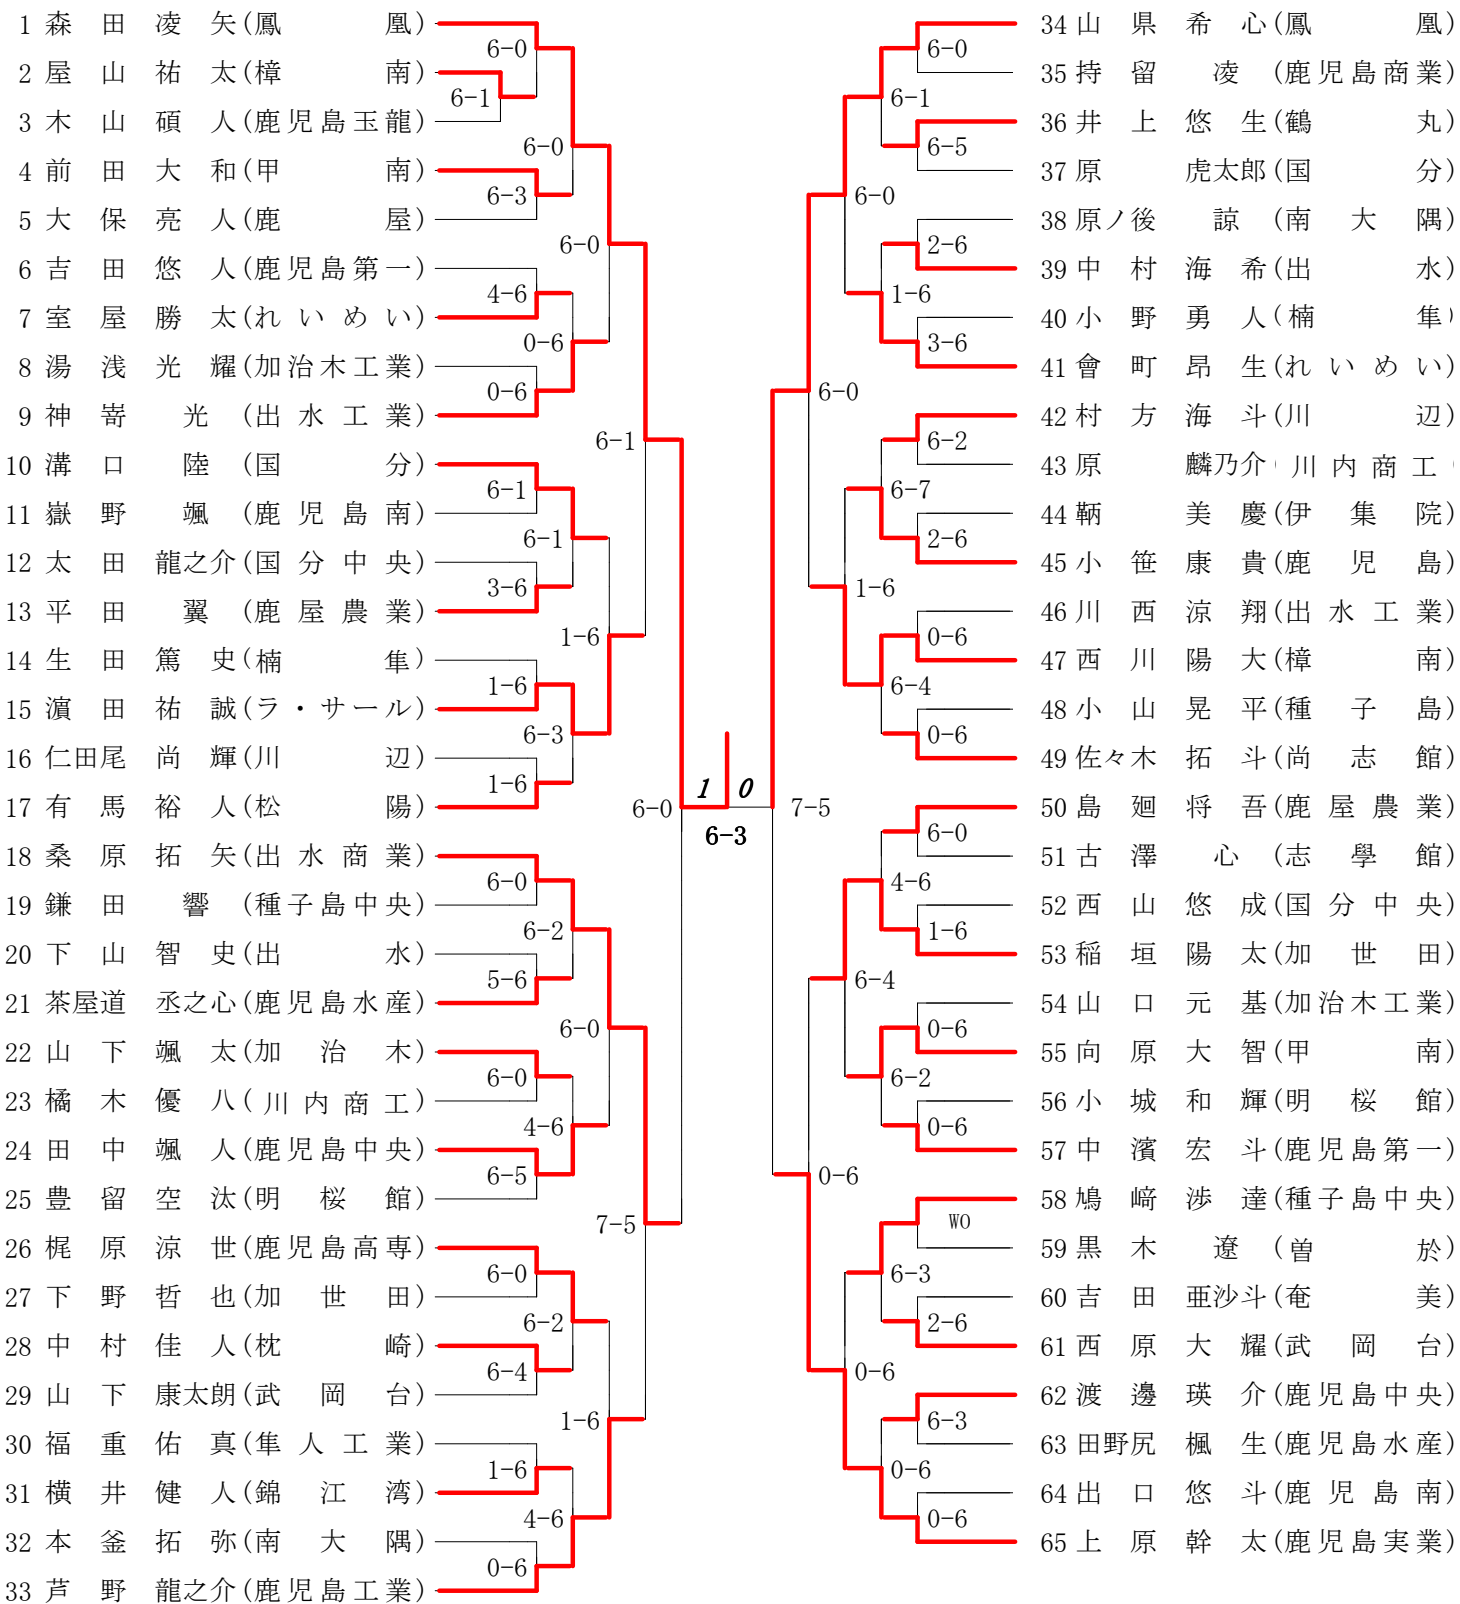 1 森田凌矢(鳳凰)
2 屋山祐太(樟南)
3 木山碩人(鹿児島玉龍)
4 前田大和(甲南)
5 大保亮人(鹿屋)
6 吉田悠人(鹿児島第一)
7 室屋勝太(れいめい)
8 湯浅光耀(加治木工業)
9 神嵜光(出水工業)
10 溝口陸(国分)
11 嶽野颯(鹿児島南)
12 太田龍之介(国分中央)
13 平田翼(鹿屋農業)
14 生田篤史(楠隼)
15 濵田祐誠(ラ・サール)
16 仁田尾尚輝(川辺)
17 有馬裕人(松陽)
18 桑原拓矢(出水商業)
19 鎌田響(種子島中央)
20 下山智史(出水)
21 茶屋道丞之心(鹿児島水産)
22 山下颯太(加治木)
23 橘木優八(川内商工)
24 田中颯人(鹿児島中央)
25 豊留空汰(明桜館)
26 梶原涼世(鹿児島高専)
27 下野哲也(加世田)
28 中村佳人(枕崎)
29 山下康太朗(武岡台)
30 福重佑真(隼人工業)
31 横井健人(錦江湾)
32 本釜拓弥(南大隅)
33 芦野龍之介(鹿児島工業)
6-0
6-1
6-0
6-3
6-0
4-6
0-6
0-6
6-1
6-1
6-1
3-6
1-6
1-6
6-3
1-6
6-0
6-0
6-2
5-6
6-0
6-0
4-6
6-5
7-5
6-0
6-2
6-4
1-6
1-6
4-6
0-6
1 0
6-3
34 山県希心(鳳凰)
35 持留凌(鹿児島商業)
36 井上悠生(鶴丸)
37 原虎太郎(国分)
38 原ノ後諒(南大隅)
39 中村海希(出水)
40 小野勇人(楠隼)
41 會町昂生(れいめい)
42 村方海斗(川辺)
43 原麟乃介(川内商工(
44 鞆美慶(伊集院)
45 小笹康貴(鹿児島)
46 川西涼翔(出水工業)
47 西川陽大(樟南)
48 小山晃平(種子島)
49 佐々木拓斗(尚志館)
50 島廻将吾(鹿屋農業)
51 古澤心(志學館)
52 西山悠成(国分中央)
53 稲垣陽太(加世田)
54 山口元基(加治木工業)
55 向原大智(甲南)
56 小城和輝(明桜館)
57 中濱宏斗(鹿児島第一)
58 鳩﨑渉達(種子島中央)
59 黒木遼(曽於)
60 吉田亜沙斗(奄美)
61 西原大耀(武岡台)
62 渡邊瑛介(鹿児島中央)
63 田野尻楓生(鹿児島水産)
64 出口悠斗(鹿児島南)
65 上原幹太(鹿児島実業)
6-0
6-1
6-5
6-0
2-6
1-6
3-6
6-0
6-2
6-7
2-6
1-6
0-6
6-4
0-6
7-5
6-0
4-6
1-6
6-4
0-6
6-2
0-6
0-6
WO
6-3
2-6
0-6
6-3
0-6
0-6